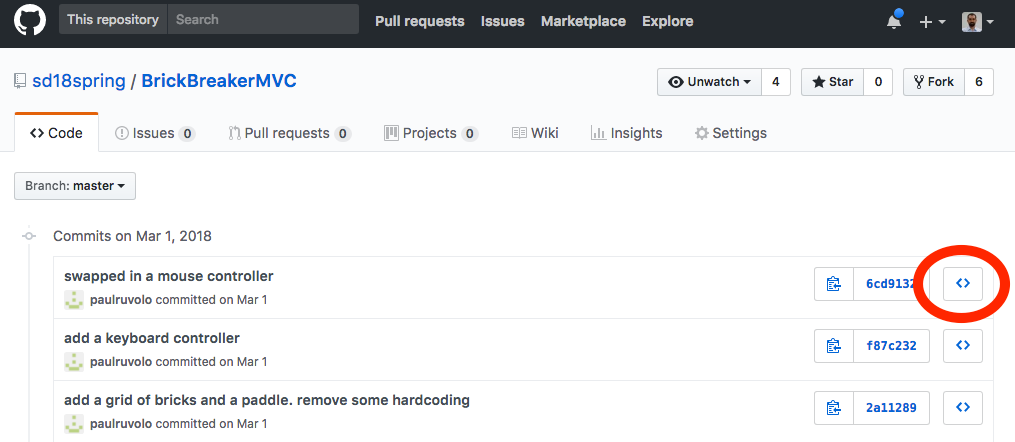 This repository Search Pull requests Issues Marketplace Explore
sd18spring / BrickBreakerMVC Unwatch 4 Star 0 Fork 6
Code Issues 0 Pull requests 0 Projects 0 Wiki Insights Settings
Branch: master
Commits on Mar 1, 2018
swapped in a mouse controller
paulruvolo committed on Mar 1
6cd9132
add a keyboard controller
paulruvolo committed on Mar 1
f87c232
add a grid of bricks and a paddle. remove some hardcoding
paulruvolo committed on Mar 1
2a11289